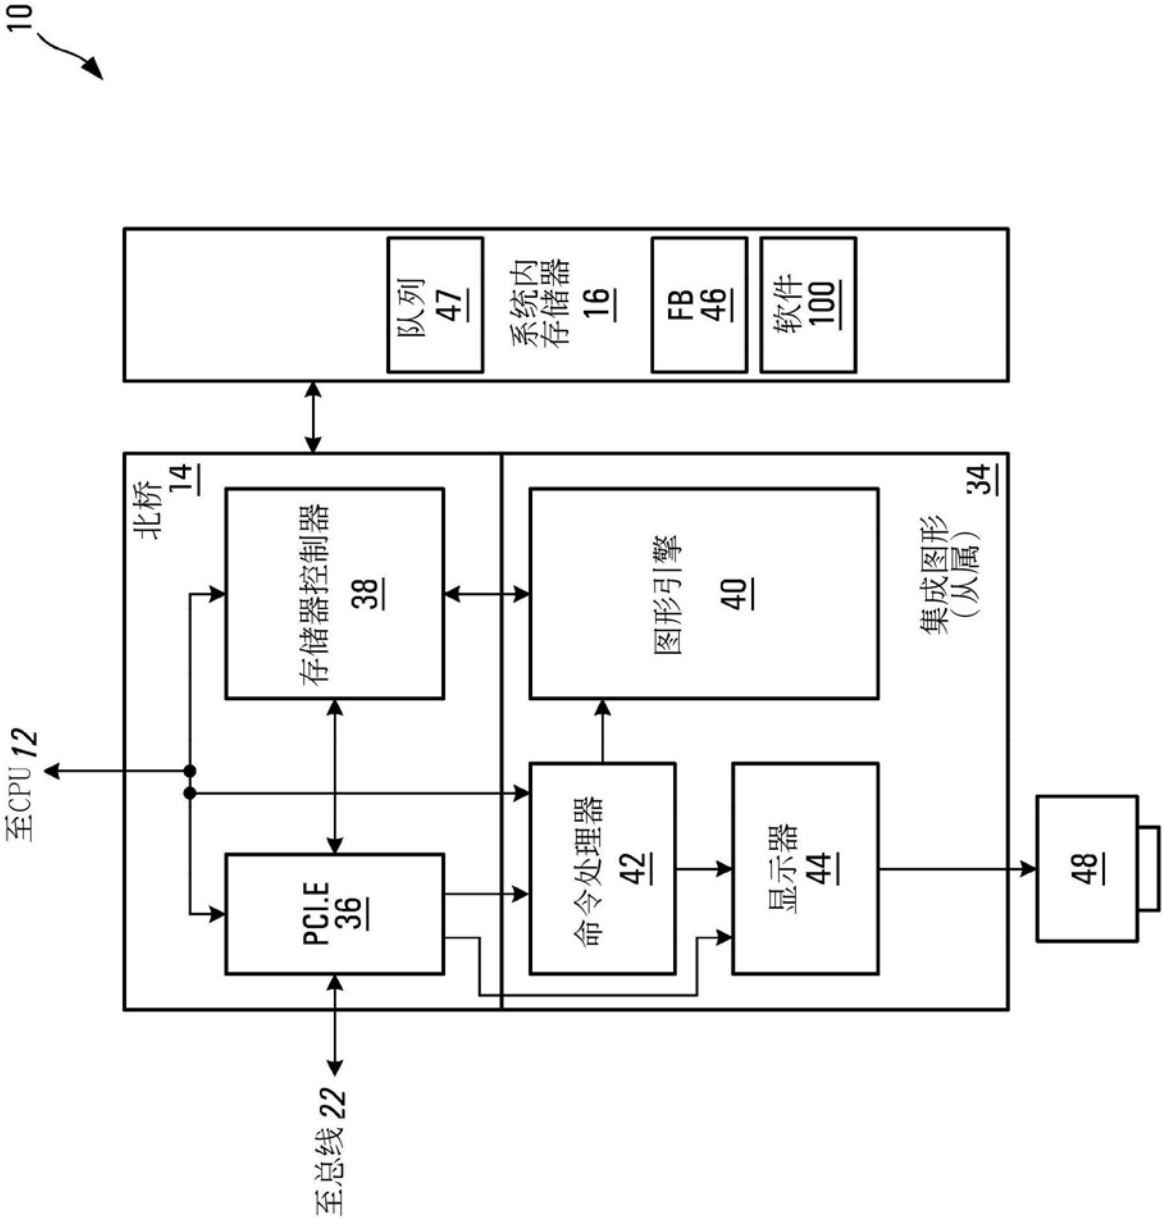 至CPU 12
10
北桥
14
至总线 22
PCI.E
36
存储器控制器
38
队列
47
系统内
存储器
16
命令处理器
42
图形引擎
40
FB
46
显示器
44
软件
100
集成图形
(从属)
34
48